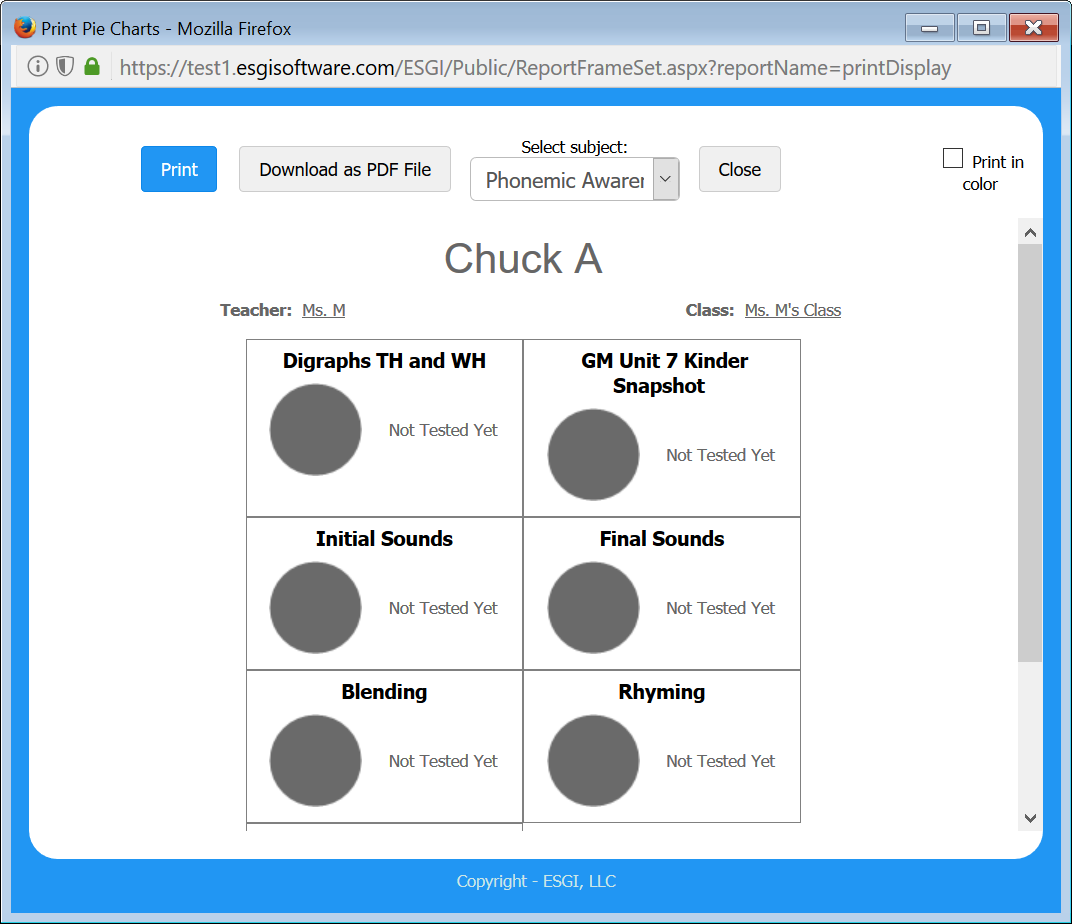 Print Pie Charts - Mozilla Firefox
https://test1.esgisoftware.com/ESGI/Public/ReportFrameSet.aspx?reportName=printDisplay
Print
Download as PDF File
Select subject:
Phonemic Awarer
Close
Print in
color
Chuck A
Teacher: Ms. M
Class: Ms. M's Class
Digraphs TH and WH
Not Tested Yet
GM Unit 7 Kinder
Snapshot
Not Tested Yet
Initial Sounds
Not Tested Yet
Final Sounds
Not Tested Yet
Blending
Not Tested Yet
Rhyming
Not Tested Yet
Copyright - ESGI, LLC